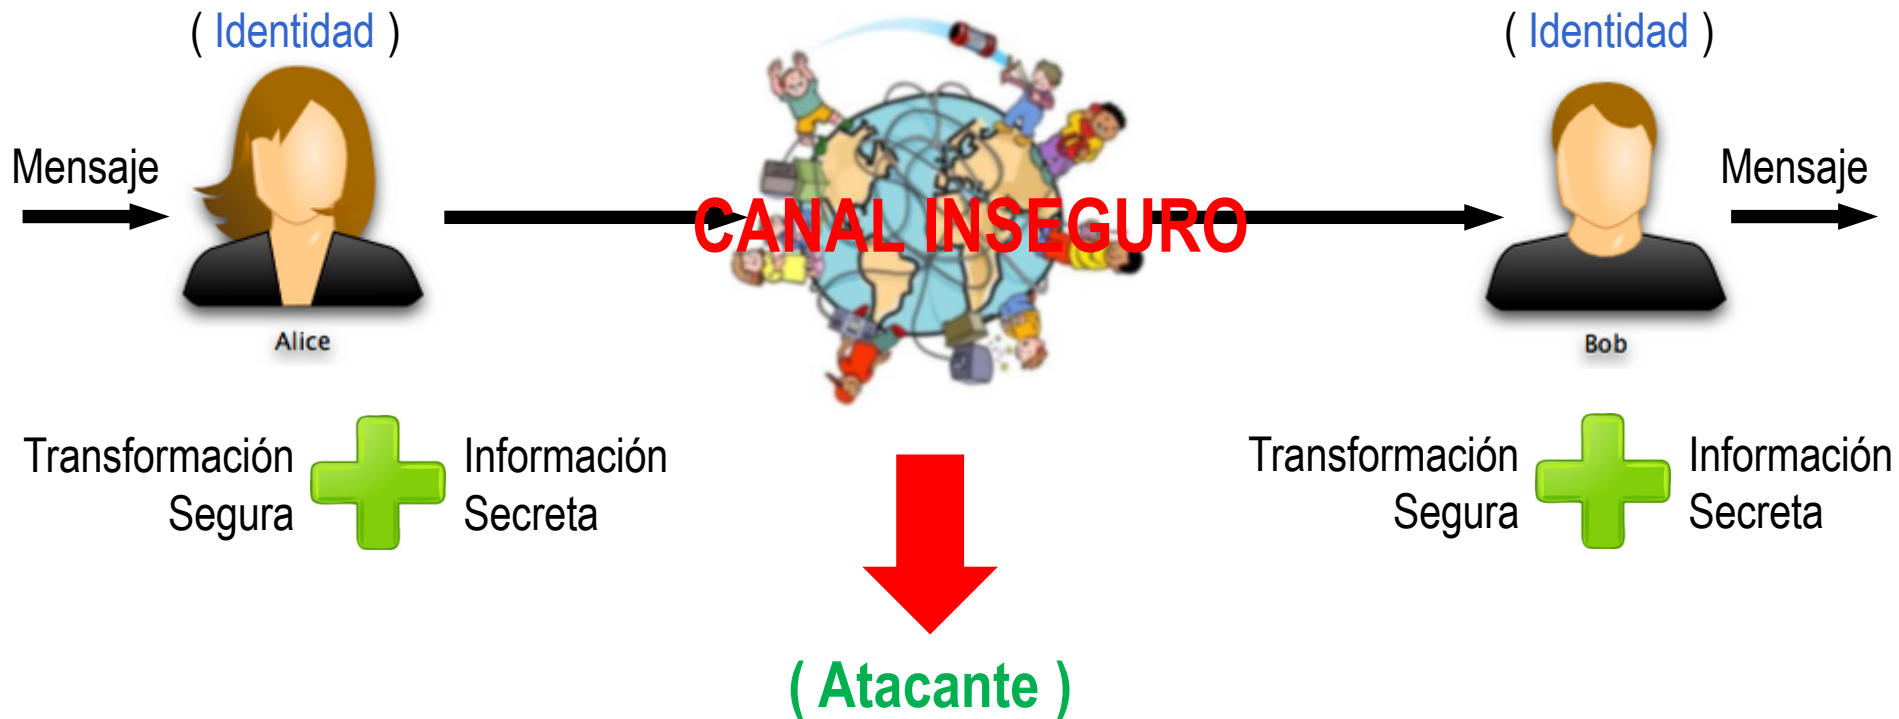 ( Identidad )
( Identidad )
Mensaje
CANAL INSEGURO
Mensaje
Alice
Bob
Transformación
Segura
Información
Secreta
Transformación
Segura
Información
Secreta
( Atacante )